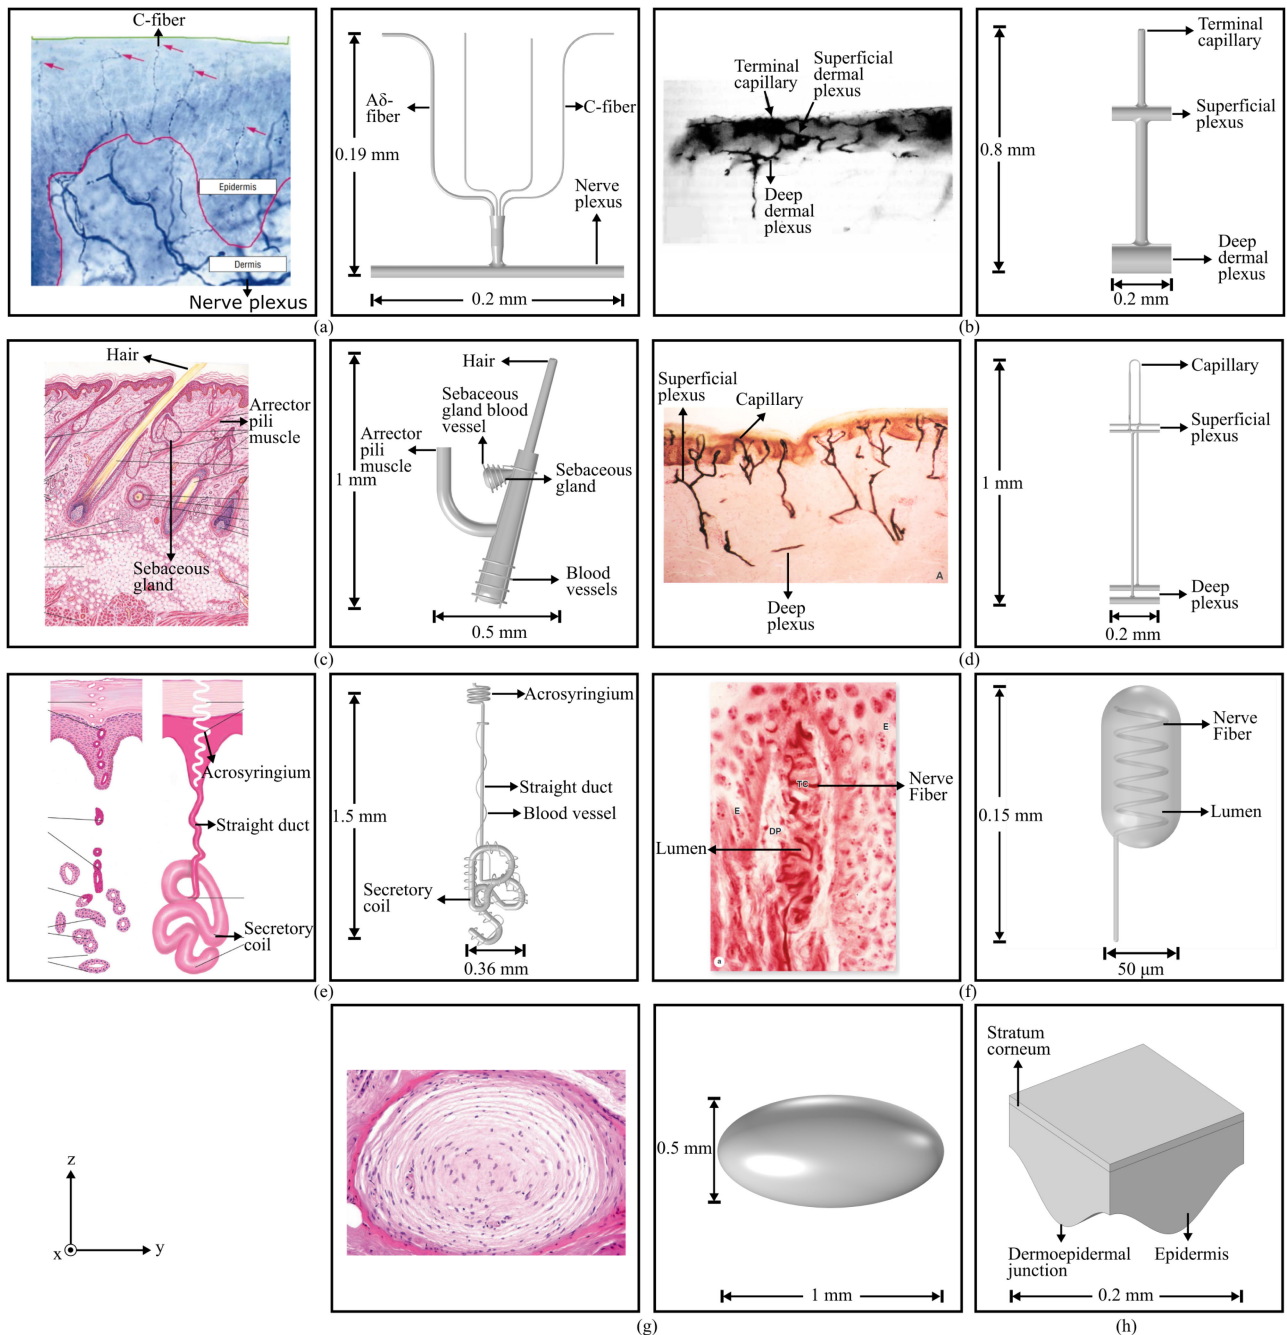 C-fiber
Epidermis
Dermis
Nerve plexus
0.19 mm
Aδ-
fiber
C-fiber
Nerve
plexus
0.2 mm
(a)
Terminal
capillary
Superficial
dermal
plexus
Deep
dermal
plexus
0.8 mm
Terminal
capillary
Superficial
plexus
Deep
dermal
plexus
0.2 mm
(b)
Hair
Arrector
pili
muscle
Sebaceous
gland
1 mm
Hair
Sebaceous
gland blood
vessel
Arrector
pili
muscle
Sebaceous
gland
Blood
vessels
0.5 mm
(c)
Superficial
plexus
Capillary
A
Deep
plexus
1 mm
Capillary
Superficial
plexus
Deep
plexus
0.2 mm
(d)
Acrosyringium
Straight duct
Secretory
coil
1.5 mm
Acrosyringium
Straight duct
Blood vessel
Secretory
coil
0.36 mm
(e)
E
TC
Nerve
Fiber
E
DP
Lumen
a
0.15 mm
Nerve
Fiber
Lumen
50 μm
(f)
z
x
y
0.5 mm
1 mm
(g)
Stratum
corneum
Dermoepidermal
junction
Epidermis
0.2 mm
(h)